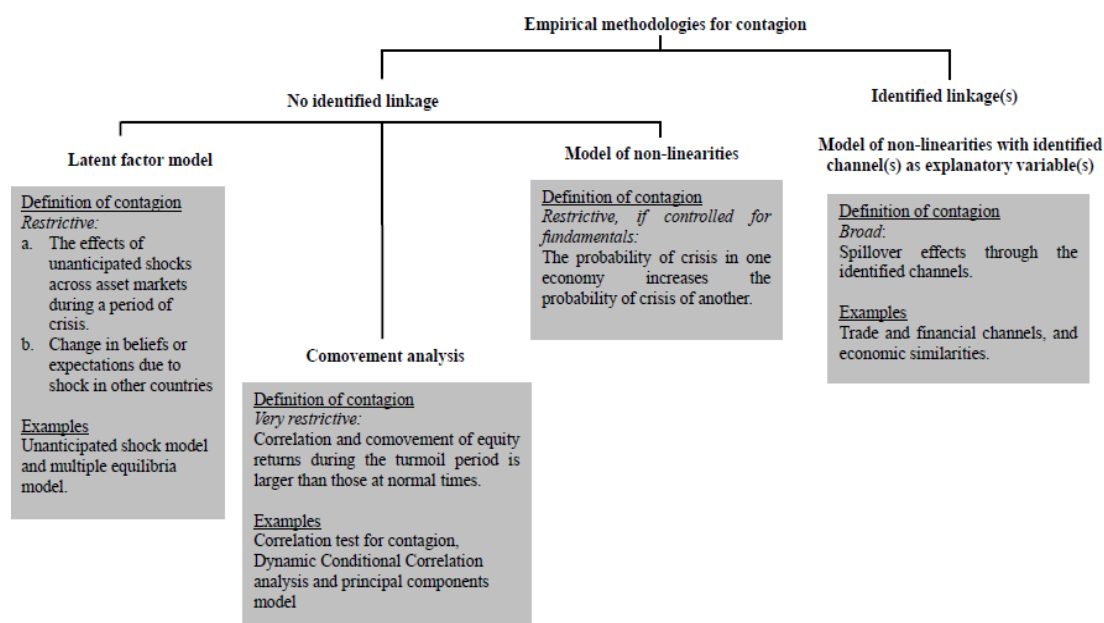 Empirical methodologies for contagion
No identified linkage
Identified linkage(s)
Latent factor model
Definition of contagion
Restrictive:
a. The effects of
unanticipated shocks
across asset markets
during a period of
crisis.
b. Change in beliefs or
expectations due to
shock in other countries
Examples
Unanticipated shock model
and multiple equilibria
model.
Comovement analysis
Definition of contagion
Very restrictive:
Correlation and comovement of equity
returns during the turmoil period is
larger than those at normal times.
Examples
Correlation test for contagion,
Dynamic Conditional Correlation
analysis and principal components
model
Model of non-linearities
Definition of contagion
Restrictive, if controlled for
fundamentals:
The probability of crisis in one
economy increases the
probability of crisis of another.
Model of non-linearities with identified
channel(s) as explanatory variable(s)
Definition of contagion
Broad:
Spillover effects through the
identified channels.
Examples
Trade and financial channels, and
economic similarities.